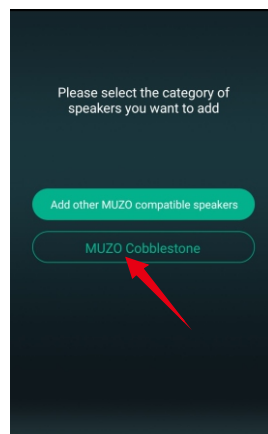 Please select the category of
speakers you want to add
Add other MUZO compatible speakers
MUZO Cobblestone